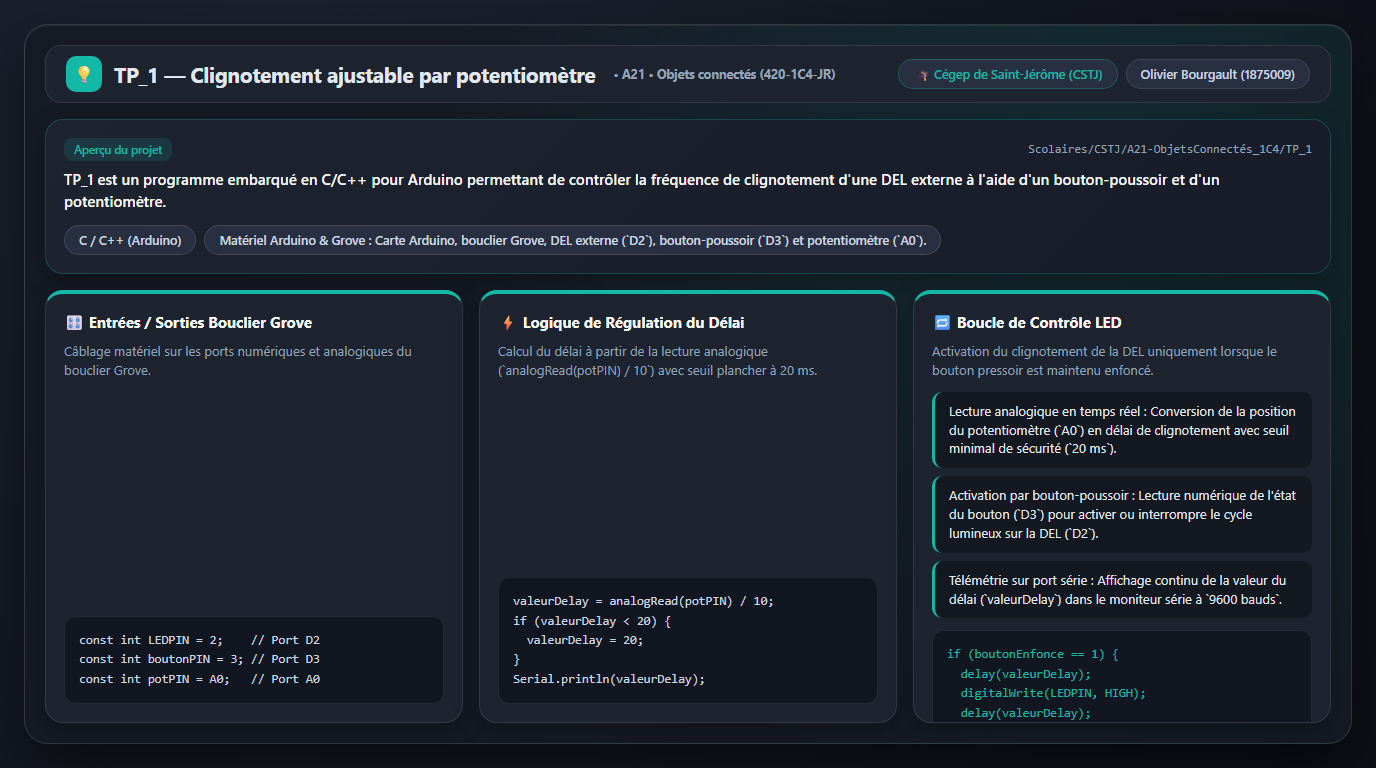 TP_1 — Clignotement ajustable par potentiomètre
• A21 • Objets connectés (420-1C4-JR)
Cégep de Saint-Jérôme (CSTJ)
Olivier Bourgault (1875009)
Aperçu du projet
Scolaires/CSTJ/A21-ObjetsConnectés_1C4/TP_1
TP_1 est un programme embarqué en C/C++ pour Arduino permettant de contrôler la fréquence de clignotement d'une DEL externe à l'aide d'un bouton-poussoir et d'un
potentiomètre.
C / C++ (Arduino)
Matériel Arduino & Grove : Carte Arduino, bouclier Grove, DEL externe (`D2`), bouton-poussoir (`D3`) et potentiomètre (`A0`).
Entrées / Sorties Bouclier Grove
Câblage matériel sur les ports numériques et analogiques du
bouclier Grove.
const int LEDPIN = 2;    // Port D2
const int boutonPIN = 3; // Port D3
const int potPIN = A0;   // Port A0
Logique de Régulation du Délai
Calcul du délai à partir de la lecture analogique
(`analogRead(potPIN) / 10`) avec seuil plancher à 20 ms.
valeurDelay = analogRead(potPIN) / 10;
if (valeurDelay < 20) {
  valeurDelay = 20;
}
Serial.println(valeurDelay);
Boucle de Contrôle LED
Activation du clignotement de la DEL uniquement lorsque le
bouton pressoir est maintenu enfoncé.
Lecture analogique en temps réel : Conversion de la position
du potentiomètre (`A0`) en délai de clignotement avec seuil
minimal de sécurité (`20 ms`).
Activation par bouton-poussoir : Lecture numérique de l'état
du bouton (`D3`) pour activer ou interrompre le cycle
lumineux sur la DEL (`D2`).
Télémétrie sur port série : Affichage continu de la valeur du
délai (`valeurDelay`) dans le moniteur série à `9600 bauds`.
if (boutonEnfonce == 1) {
  delay(valeurDelay);
  digitalWrite(LEDPIN, HIGH);
  delay(valeurDelay);